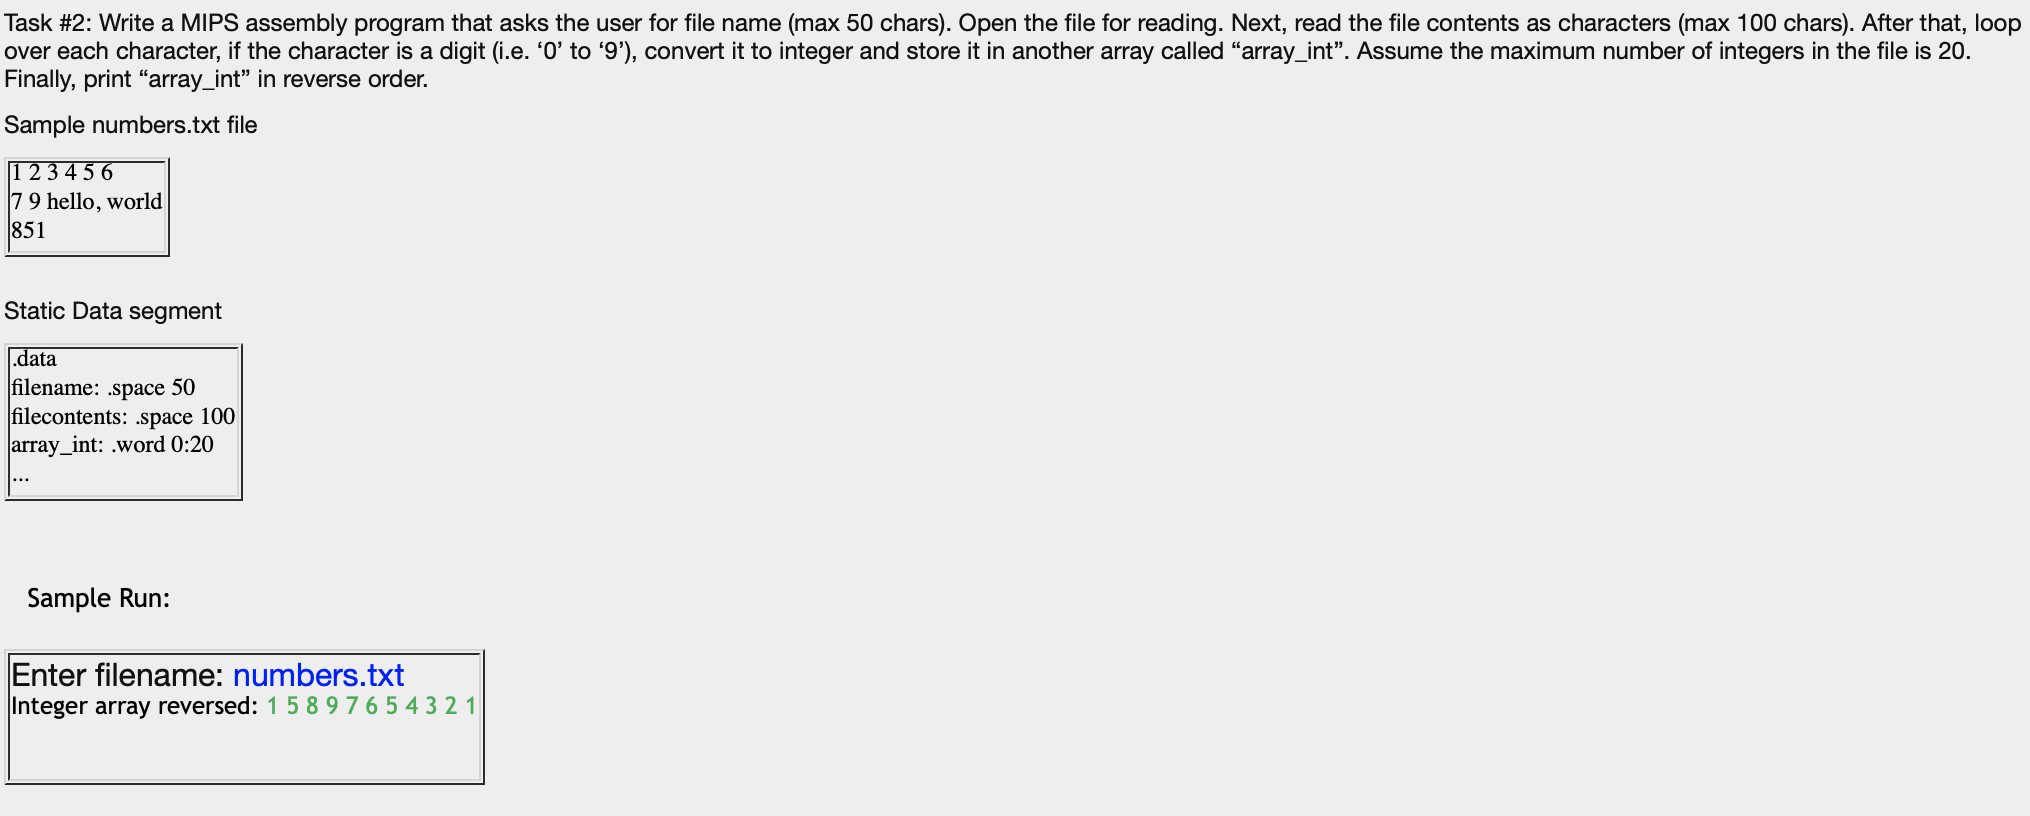 Task #2: Write a MIPS assembly program that asks the user for file name (max 50 chars). Open the file for reading. Next, read the file contents as characters (max 100 chars). After that, loop
over each character, if the character is a digit (i.e. ‘0’ to ‘9’), convert it to integer and store it in another array called “array_int”. Assume the maximum number of integers in the file is 20.
Finally, print “array_int” in reverse order.
Sample numbers.txt file
1 2 3 4 5 6
7 9 hello, world
851
Static Data segment
.data
filename: .space 50
filecontents: .space 100
array_int: .word 0:20
...
Sample Run:
Enter filename: numbers.txt
Integer array reversed: 1 5 8 9 7 6 5 4 3 2 1